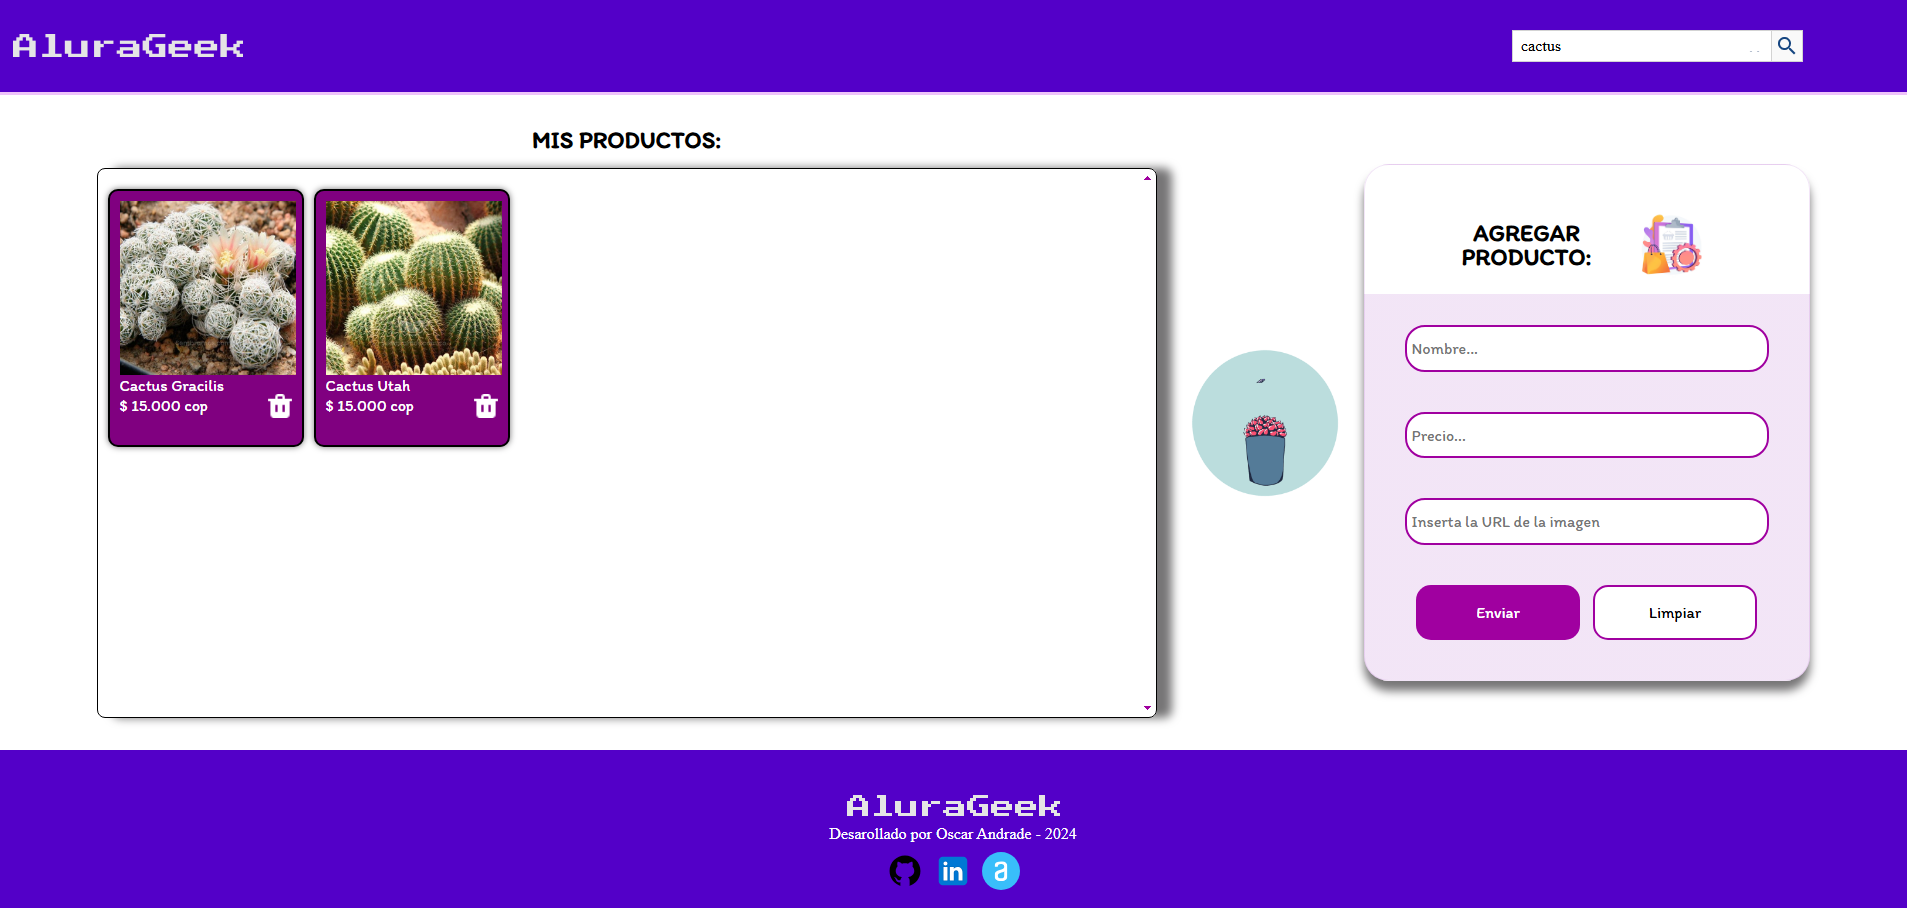 AluraGeek
cactus
MIS PRODUCTOS:
Cactus Gracilis
$ 15.000 cop
Cactus Utah
$ 15.000 cop
AGREGAR
PRODUCTO:
Nombre...
Precio...
Inserta la URL de la imagen
Enviar
Limpiar
AluraGeek
Desarollado por Oscar Andrade - 2024
in
a